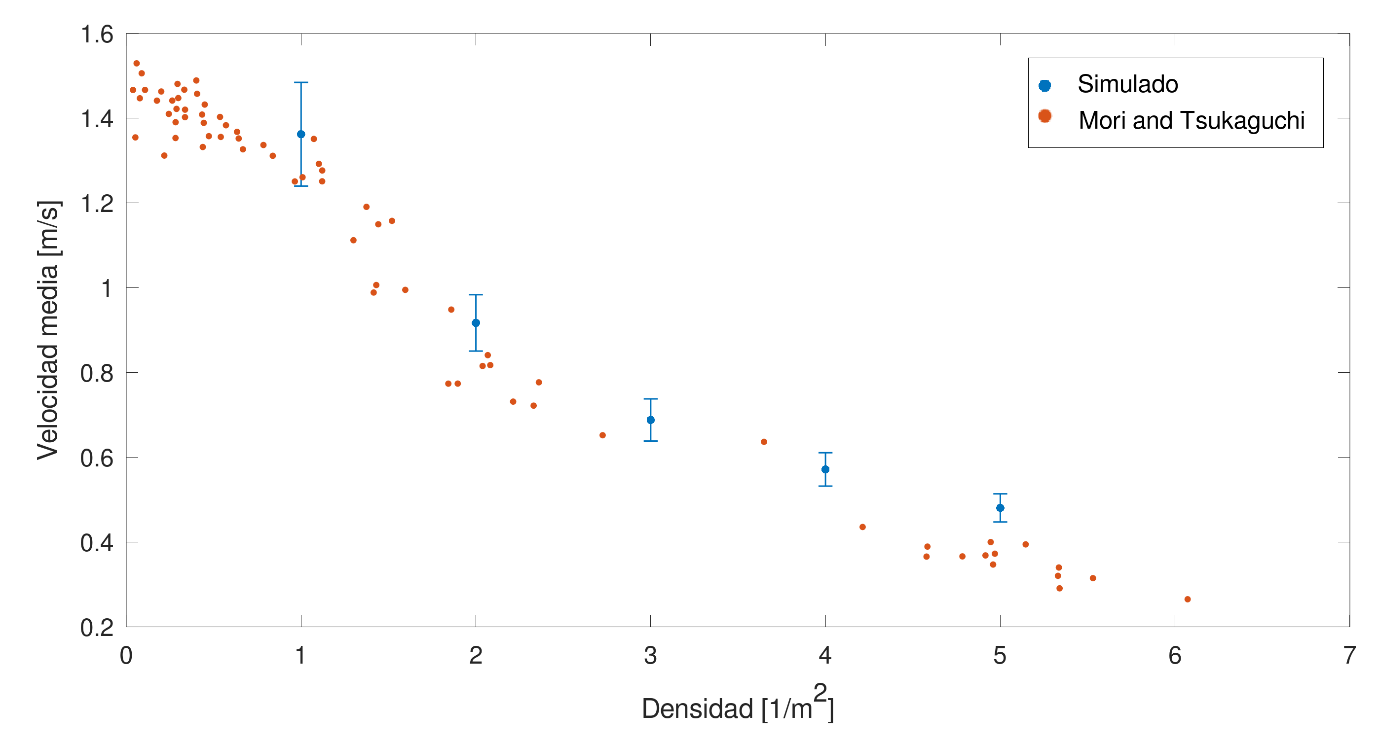 1.6
1.4
1.2
1
0.8
0.6
0.4
0.2
Velocidad media [m/s]
Simulado
Mori and Tsukaguchi
0 1 2 3 4 5 6 7
Densidad [1/m²]